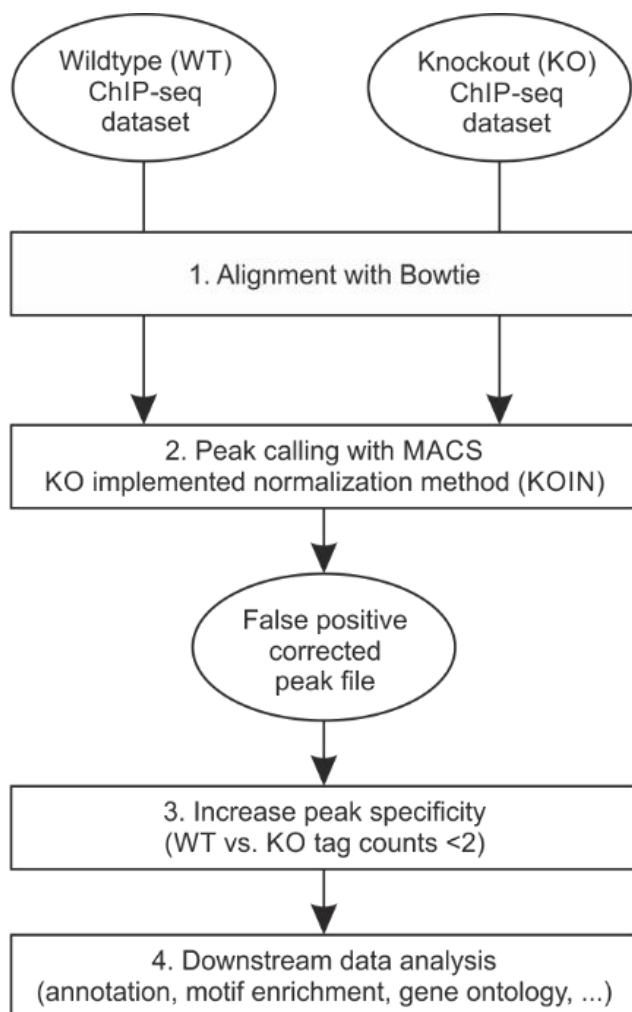 Wildtype (WT)
ChIP-seq
dataset
Knockout (KO)
ChIP-seq
dataset
1. Alignment with Bowtie
2. Peak calling with MACS
KO implemented normalization method (KOIN)
False positive
corrected
peak file
3. Increase peak specificity
(WT vs. KO tag counts <2)
4. Downstream data analysis
(annotation, motif enrichment, gene ontology, ...)